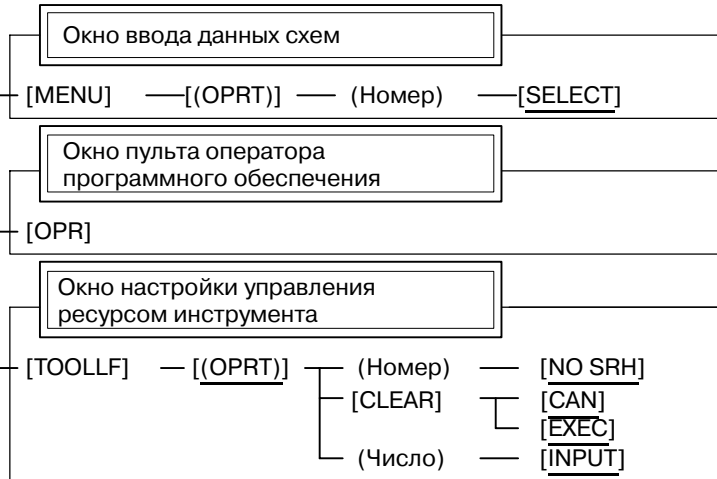 Окно ввода данных схем
[MENU] [(OPRT)] (Номер) [SELECT]
Окно пульта оператора
программного обеспечения
[OPR]
Окно настройки управления
ресурсом инструмента
[TOOLLF] [(OPRT)] (Номер) [NO SRH]
[CLEAR] [CAN]
[EXEC]
(Число) [INPUT]